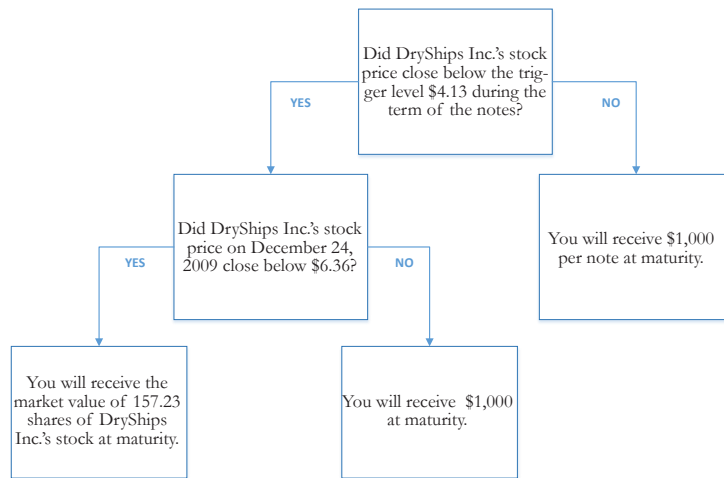 Did DryShips Inc.'s stock
price close below the trig-
ger level $4.13 during the
term of the notes?
YES
NO
Did DryShips Inc.'s stock
price on December 24,
2009 close below $6.36?
You will receive $1,000
per note at maturity.
YES
NO
You will receive the
market value of 157.23
shares of DryShips
Inc.'s stock at maturity.
You will receive  $1,000
at maturity.